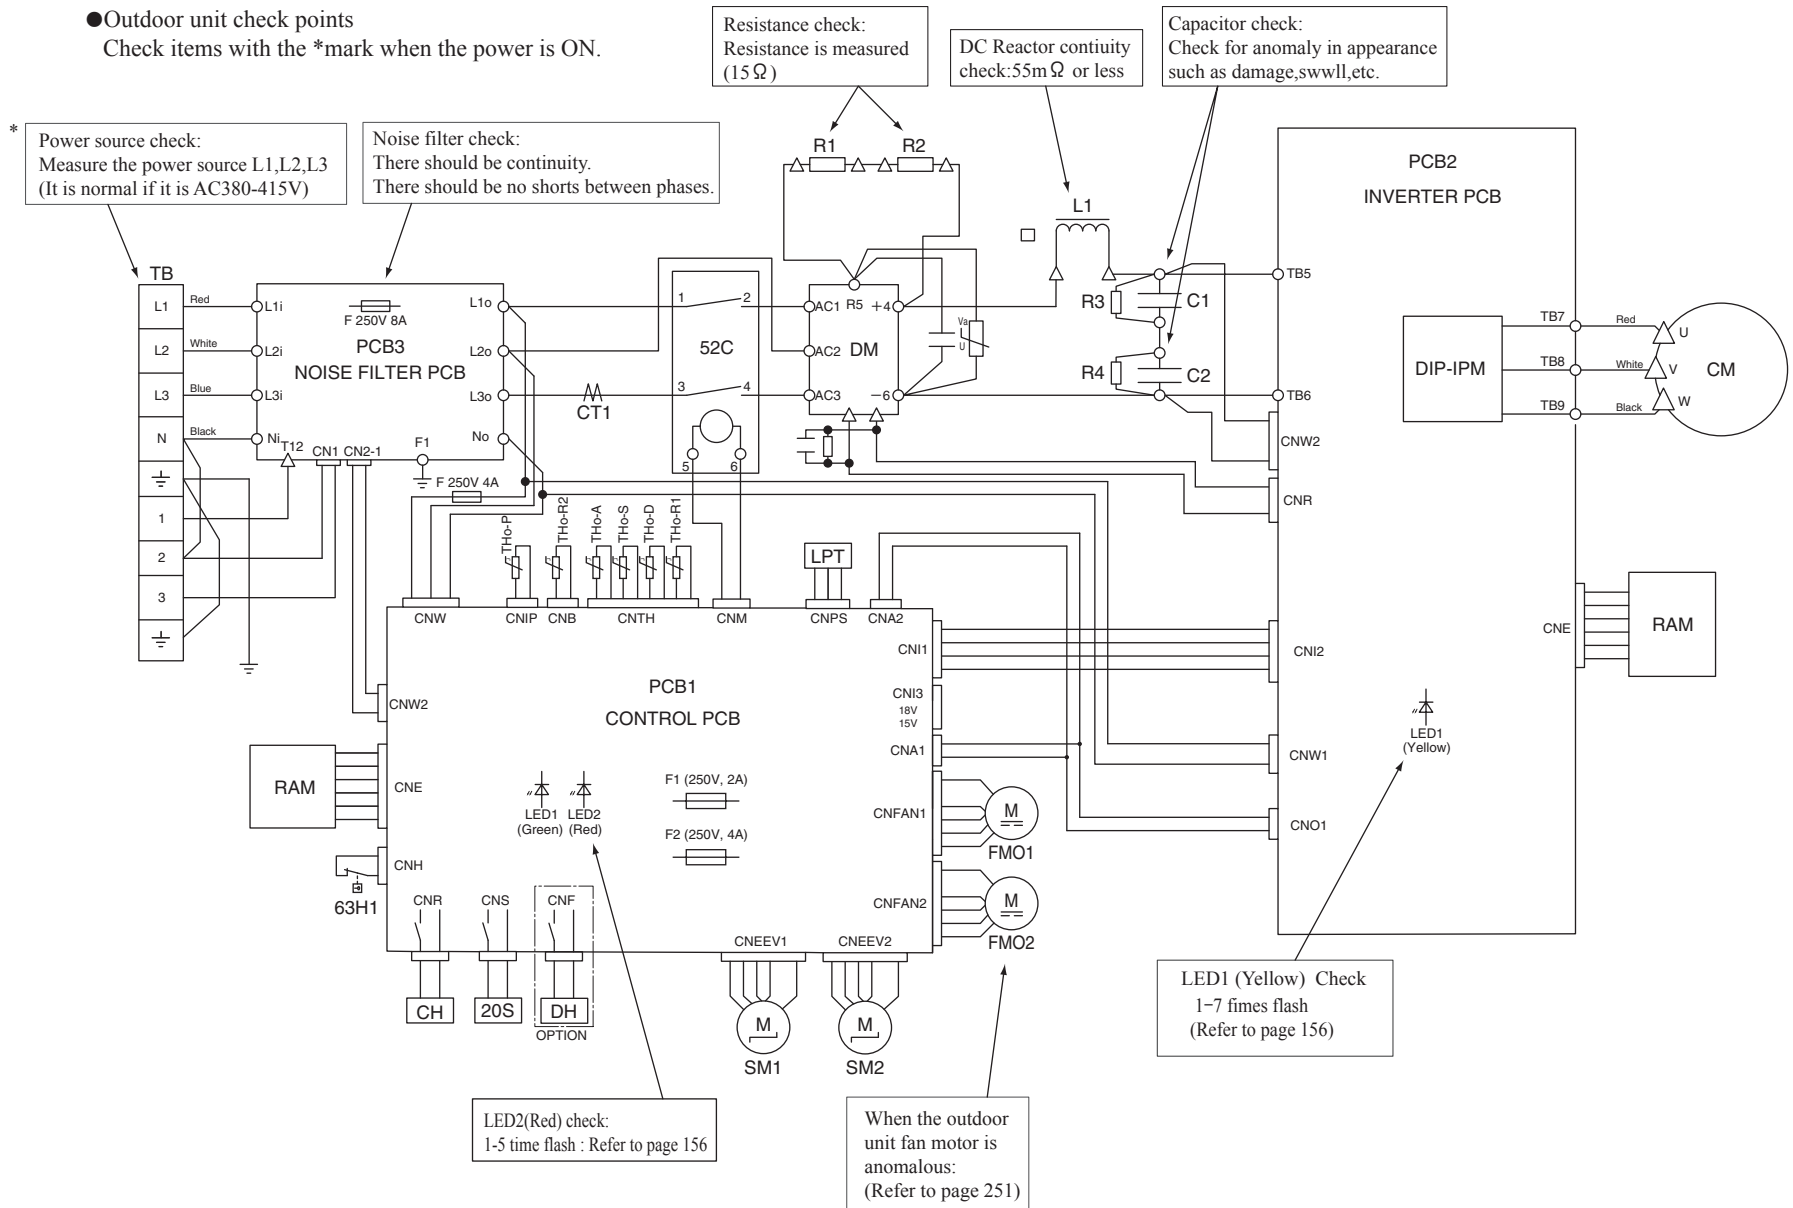 ●Outdoor unit check points
Check items with the *mark when the power is ON.
Resistance check:
Resistance is measured
(15Ω)
DC Reactor contiuity
check:55mΩ or less
Capacitor check:
Check for anomaly in appearance
such as damage,swwll,etc.
*
Power source check:
Measure the power source L1,L2,L3
(It is normal if it is AC380-415V)
Noise filter check:
There should be continuity.
There should be no shorts between phases.
R1
R2
L1
PCB2
INVERTER PCB
TB
L1
L2
L3
N
1
2
3
Red
White
Blue
Black
L1i
L2i
L3i
Ni
F 250V 8A
PCB3
NOISE FILTER PCB
L1o
L2o
L3o
No
T12
CN1
CN2-1
F1
F 250V 4A
CT1
1
2
52C
3
4
5
6
AC1
AC2
AC3
R5
+4
DM
−6
Va
L
U
R3
C1
R4
C2
TB5
TB6
CNW2
CNR
DIP-IPM
TB7
TB8
TB9
Red
White
Black
U
V
W
CM
THo-P
THo-R2
THo-A
THo-S
THo-D
THo-R1
LPT
CNW
CNIP
CNB
CNTH
CNM
CNPS
CNA2
CNI1
CNI3
18V
15V
CNA1
CNFAN1
CNFAN2
PCB1
CONTROL PCB
CNW2
RAM
CNE
CNH
63H1
LED1
(Green)
LED2
(Red)
F1 (250V, 2A)
F2 (250V, 4A)
M
FMO1
M
FMO2
CNR
CNS
CNF
CH
20S
DH
OPTION
CNEEV1
CNEEV2
M
SM1
M
SM2
CNI2
CNW1
CNO1
CNE
RAM
LED1
(Yellow)
LED1 (Yellow) Check
1−7 fimes flash
(Refer to page 156)
LED2(Red) check:
1-5 time flash : Refer to page 156
When the outdoor
unit fan motor is
anomalous:
(Refer to page 251)